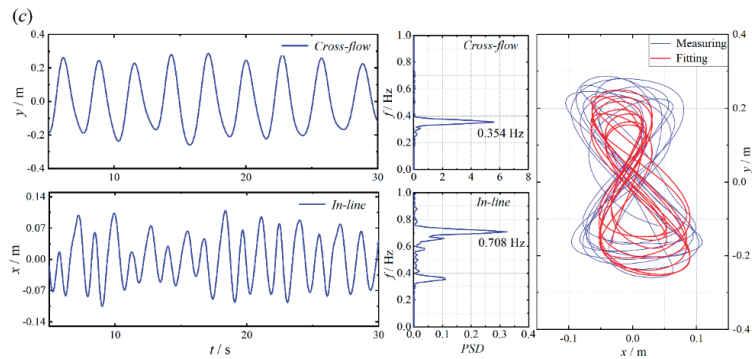 (c)
0.4
0.2
0.0
-0.2
-0.4
y / m
Cross-flow
10
20
30
1.0
0.8
0.6
0.4
0.2
0.0
f / Hz
Cross-flow
0.354 Hz
0
2
4
6
8
0.14
0.07
0.00
-0.07
-0.14
x / m
In-line
10
20
30
t / s
1.0
0.8
0.6
0.4
0.2
0.0
f / Hz
In-line
0.708 Hz
0.0
0.1
0.2
0.3
0.4
PSD
Measuring
Fitting
0.4
0.2
0.0
-0.2
-0.4
y / m
-0.1
0.0
0.1
x / m